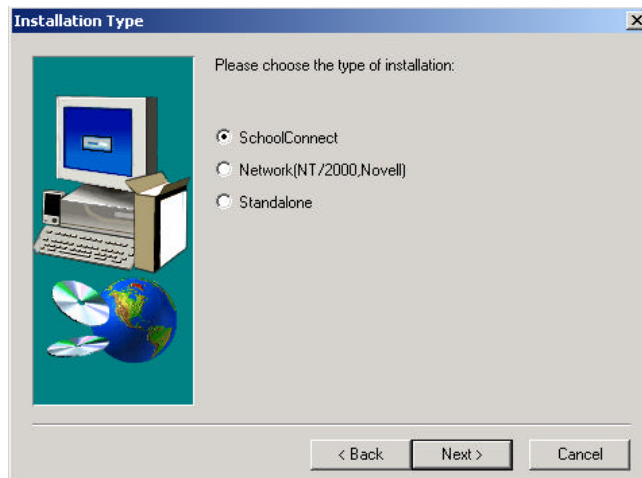 Installation Type
Please choose the type of installation:
SchoolConnect
Network(NT/2000,Novell)
Standalone
< Back
Next >
Cancel